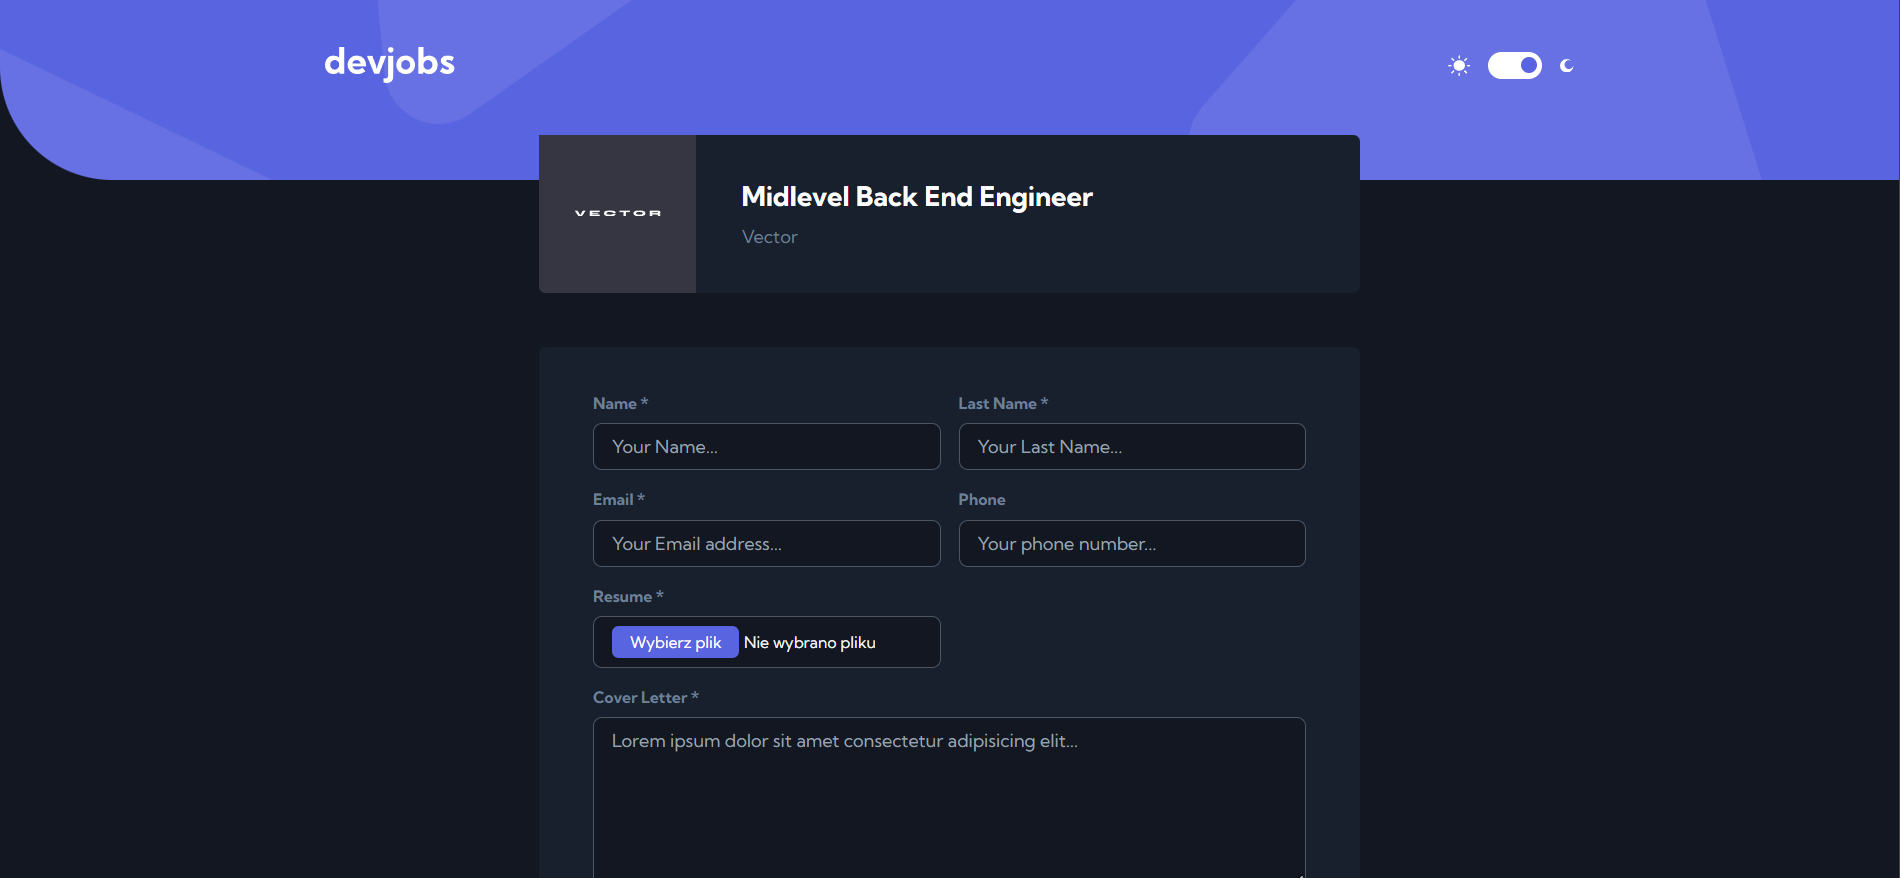 devjobs
VECTOR
Midlevel Back End Engineer
Vector
Name *
Last Name *
Your Name...
Your Last Name...
Email *
Phone
Your Email address...
Your phone number...
Resume *
Wybierz plik Nie wybrano pliku
Cover Letter *
Lorem ipsum dolor sit amet consectetur adipisicing elit...